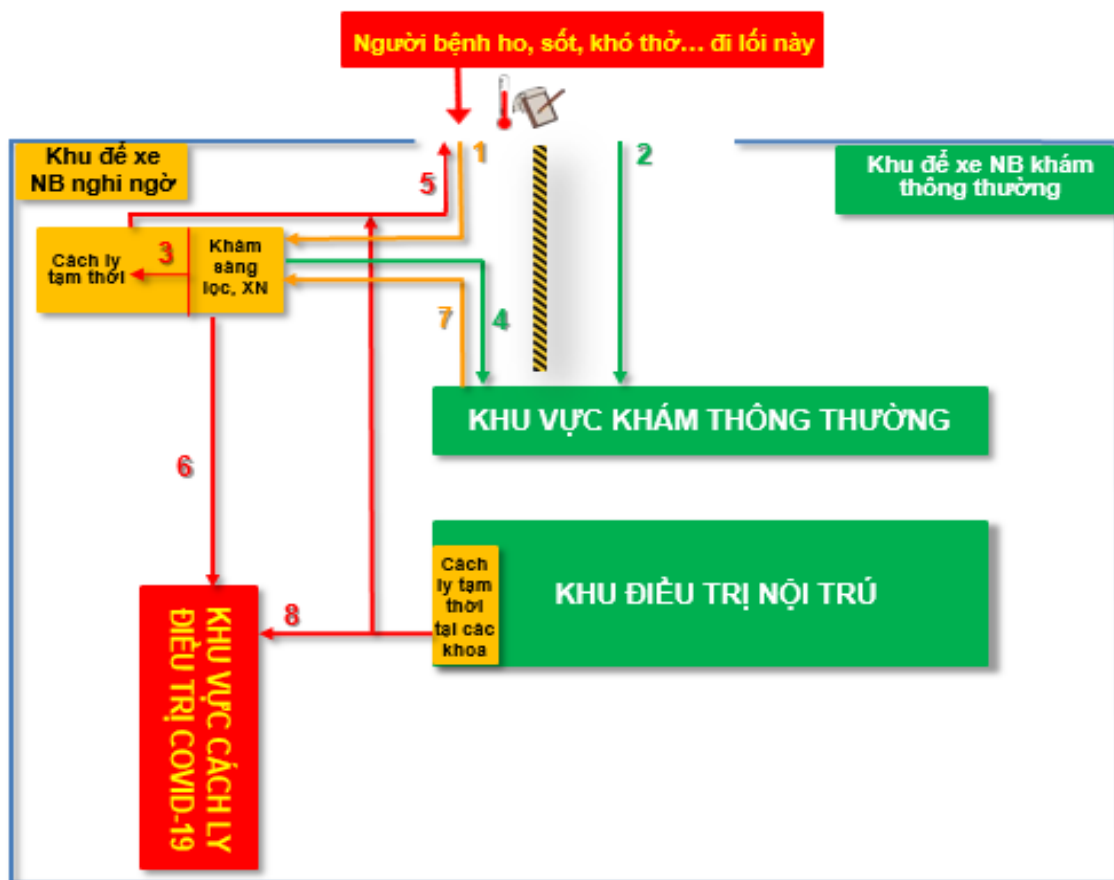 Người bệnh ho, sốt, khó thở... đi lối này
Khu để xe
NB nghi ngờ
1
2
Khu để xe NB khám
thông thường
5
Cách ly
tạm thời
3
Khám
sàng
lọc, XN
7
4
KHU VỰC KHÁM THÔNG THƯỜNG
6
Cách
ly tạm
thời
tại các
khoa
KHU ĐIỀU TRỊ NỘI TRÚ
8
KHU VỰC CÁCH LY
ĐIỀU TRỊ COVID-19